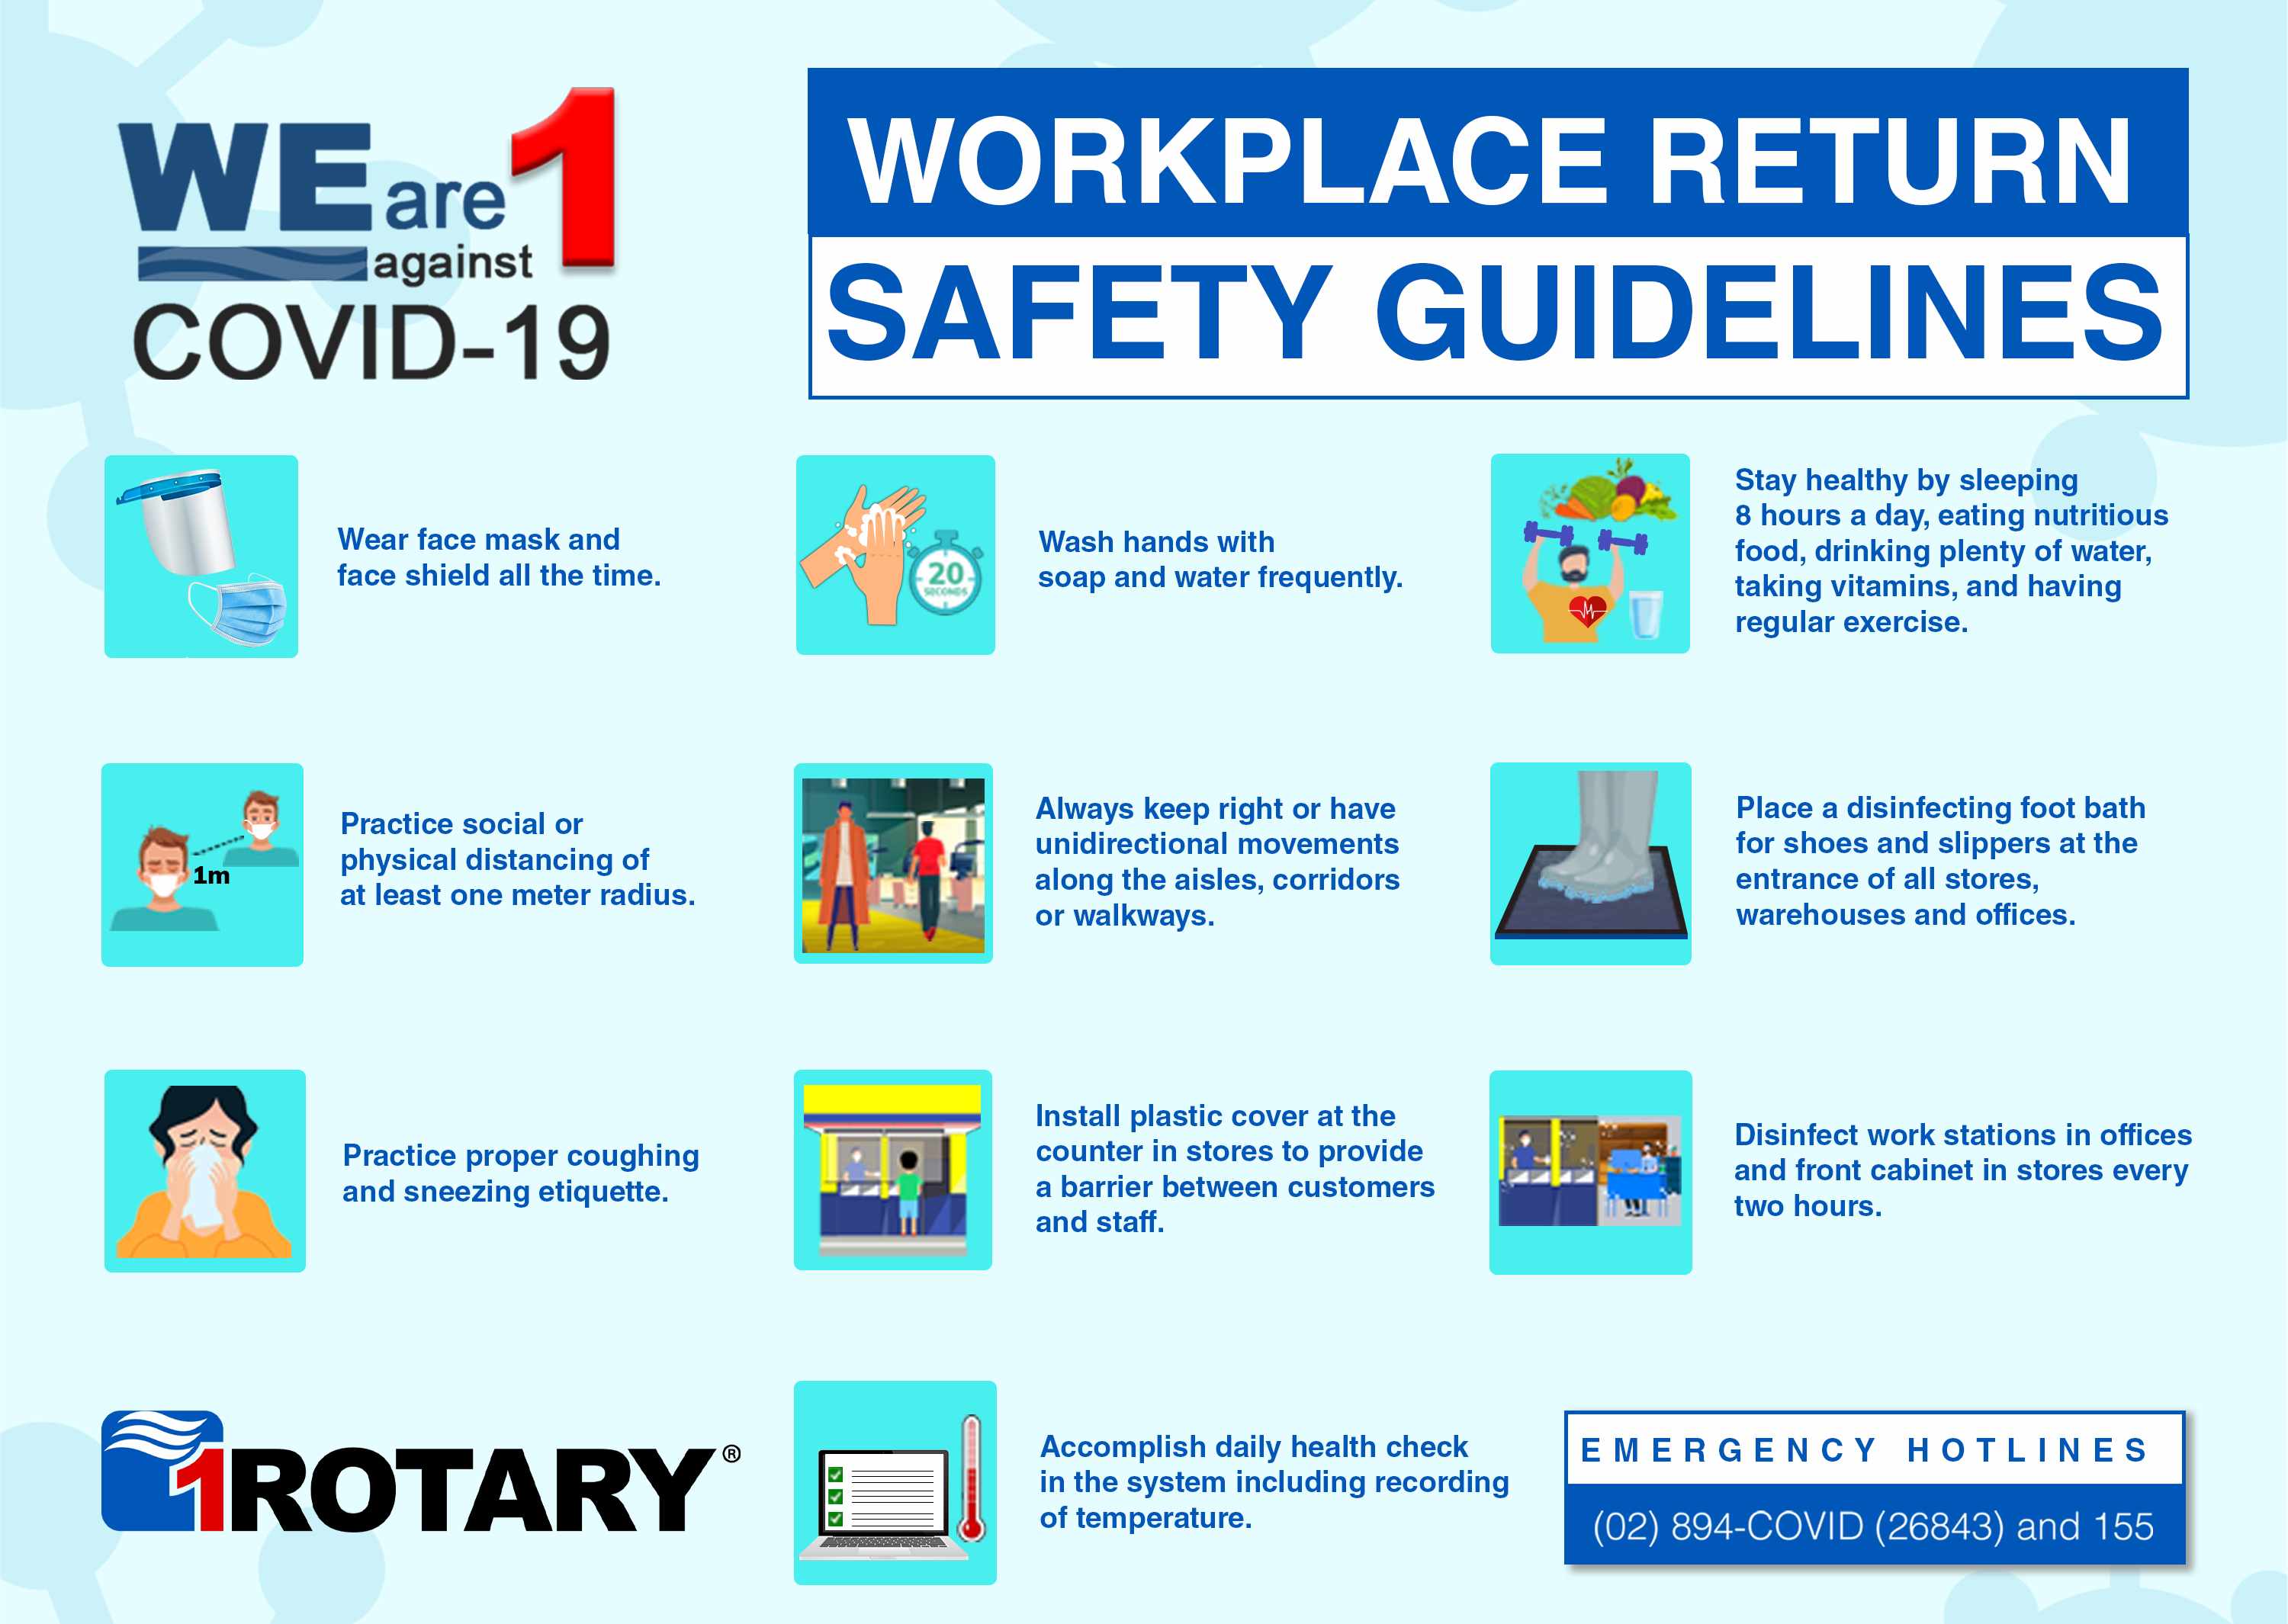 WE are 1
against
COVID-19
WORKPLACE RETURN
SAFETY GUIDELINES
Wear face mask and
face shield all the time.
20
SECONDS
Wash hands with
soap and water frequently.
Stay healthy by sleeping
8 hours a day, eating nutritious
food, drinking plenty of water,
taking vitamins, and having
regular exercise.
1m
Practice social or
physical distancing of
at least one meter radius.
Always keep right or have
unidirectional movements
along the aisles, corridors
or walkways.
Place a disinfecting foot bath
for shoes and slippers at the
entrance of all stores,
warehouses and offices.
Practice proper coughing
and sneezing etiquette.
Install plastic cover at the
counter in stores to provide
a barrier between customers
and staff.
Disinfect work stations in offices
and front cabinet in stores every
two hours.
1ROTARY®
Accomplish daily health check
in the system including recording
of temperature.
EMERGENCY HOTLINES
(02) 894-COVID (26843) and 155